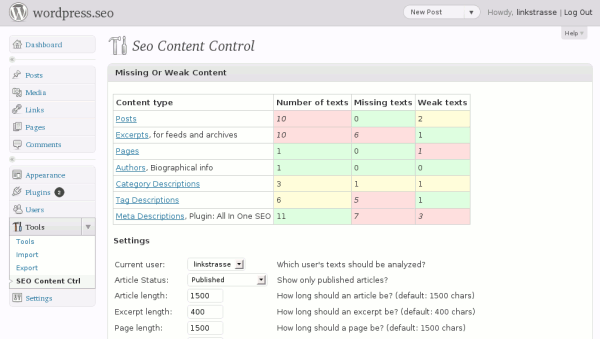 wordpress.seo
New Post
Howdy, linkstrasse | Log Out
Help
Dashboard
Posts
Media
Links
Pages
Comments
Appearance
Plugins 2
Users
Tools
Tools
Import
Export
SEO Content Ctrl
Settings
Seo Content Control
Missing Or Weak Content
Content type Number of texts Missing texts Weak texts
Posts 10 0 2
Excerpts, for feeds and archives 10 6 1
Pages 1 0 1
Authors, Biographical info 1 0 0
Category Descriptions 3 1 1
Tag Descriptions 6 5 1
Meta Descriptions, Plugin: All In One SEO 11 7 3
Settings
Current user: linkstrasse Which user's texts should be analyzed?
Article Status: Published Show only published articles?
Article length: 1500 How long should an article be? (default: 1500 chars)
Excerpt length: 400 How long should an excerpt be? (default: 400 chars)
Page length: 1500 How long should a page be? (default: 1500 chars)